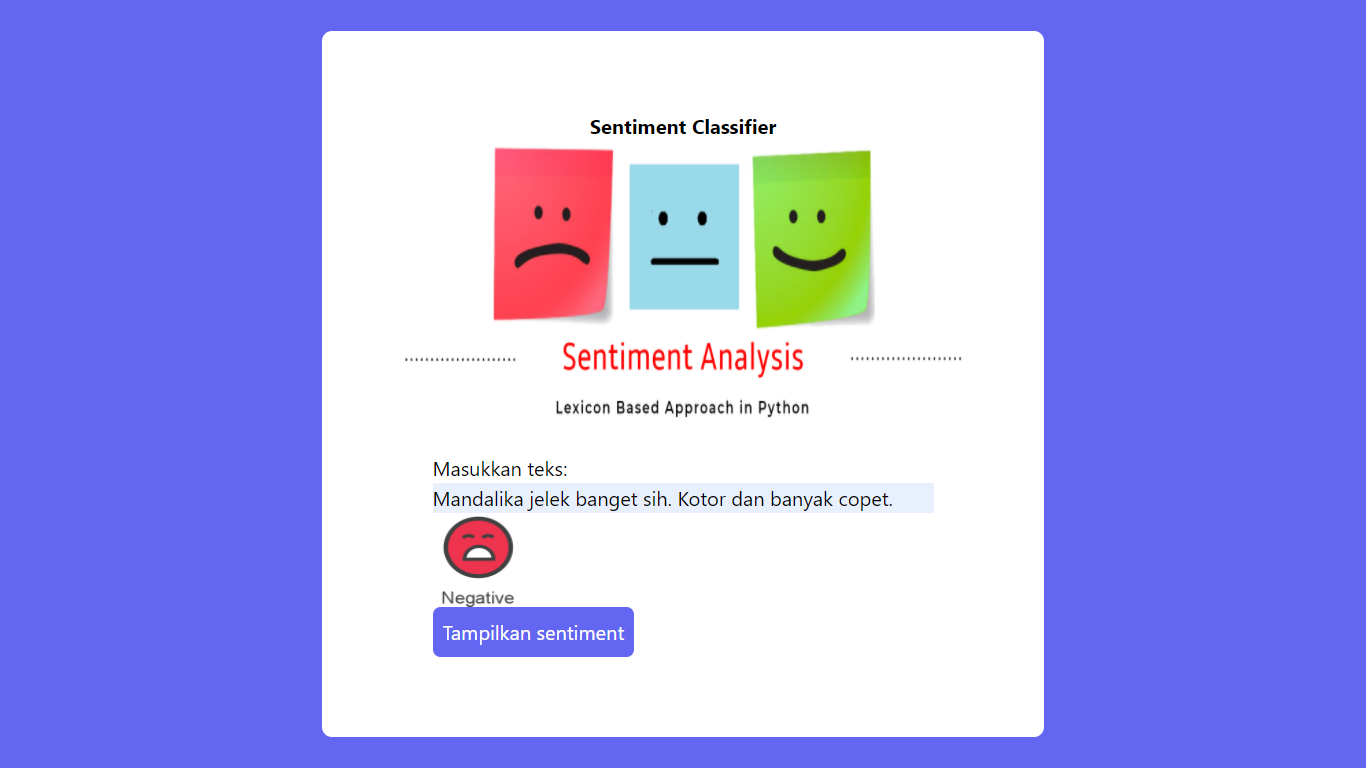 Sentiment Classifier
Sentiment Analysis
Lexicon Based Approach in Python
Masukkan teks:
Mandalika jelek banget sih. Kotor dan banyak copet.
Negative
Tampilkan sentiment